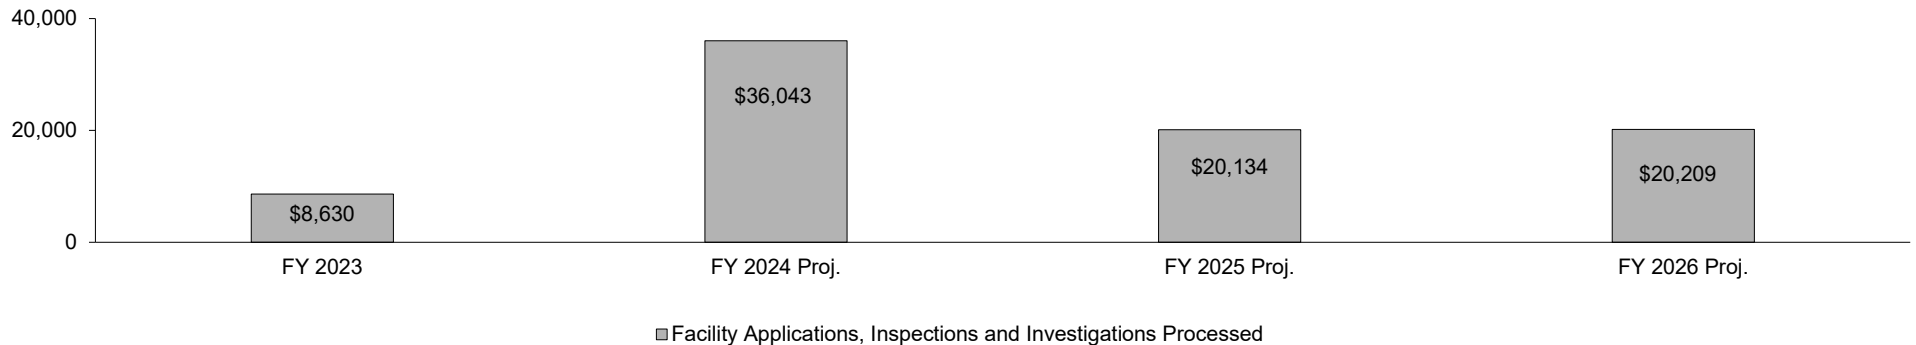 40,000
20,000
0
$8,630
$36,043
$20,134
$20,209
FY 2023
FY 2024 Proj.
FY 2025 Proj.
FY 2026 Proj.
Facility Applications, Inspections and Investigations Processed